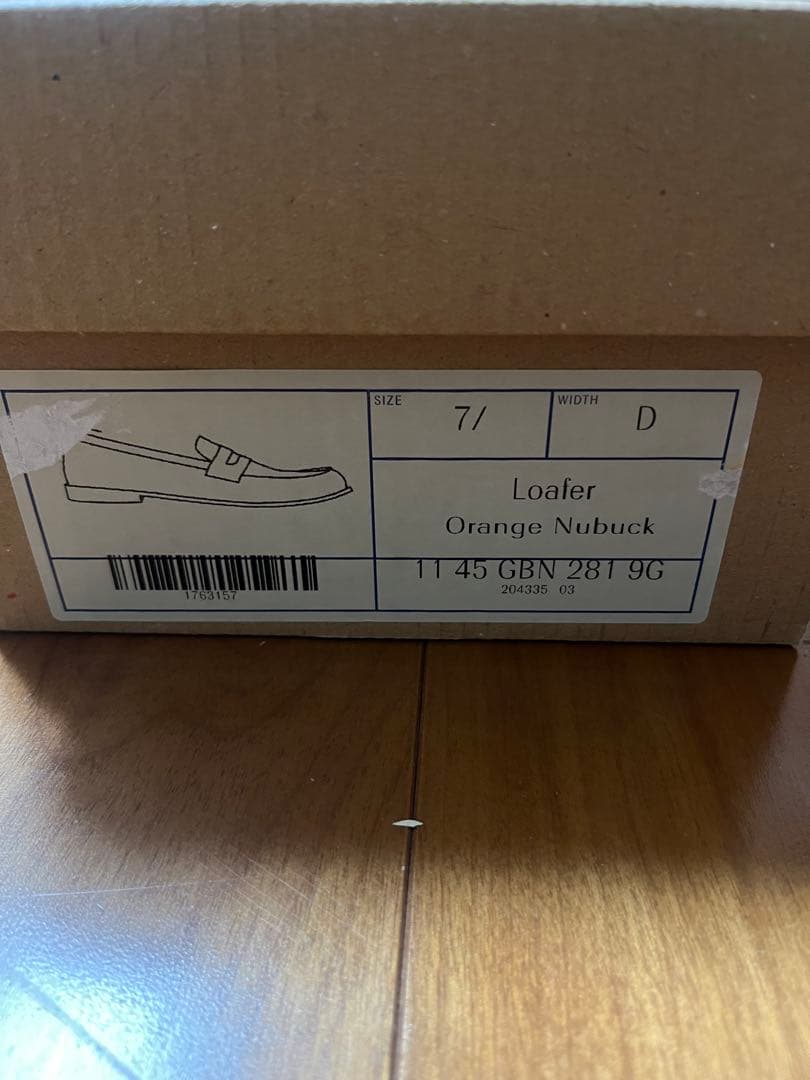 SIZE
7/
WIDTH
D
Loafer
Orange Nubuck
11 45 GBN 281 9G
204335 03
1763157